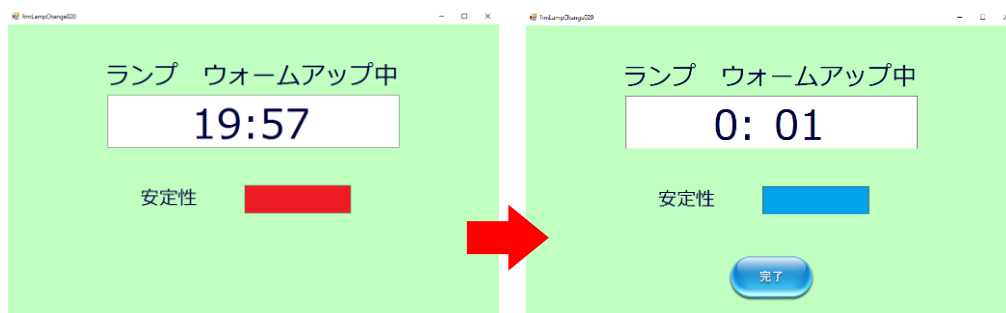 frmLampChange020
ランプ　ウォームアップ中
19:57
安定性
frmLampChange020
ランプ　ウォームアップ中
0: 01
安定性
完了